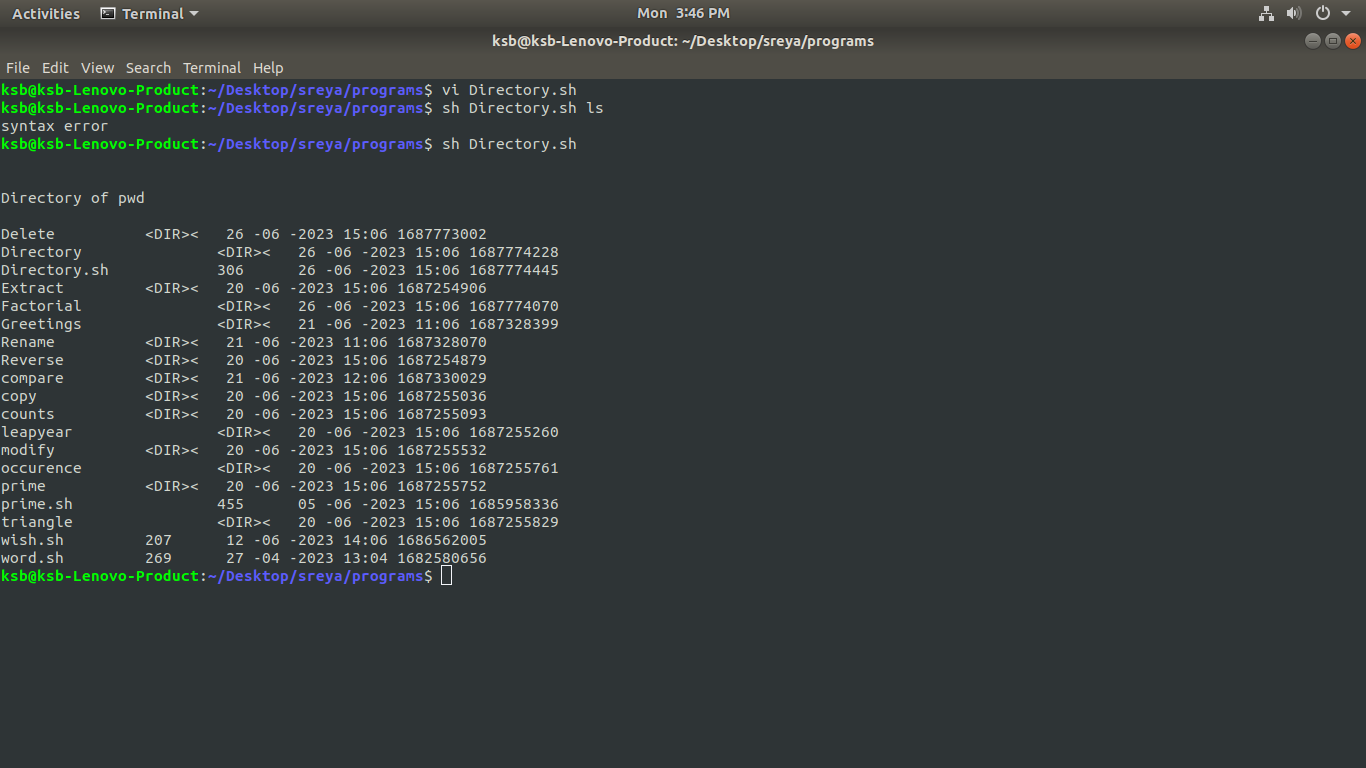 Activities Terminal Mon 3:46 PM
ksb@ksb-Lenovo-Product: ~/Desktop/sreya/programs
File Edit View Search Terminal Help
ksb@ksb-Lenovo-Product:~/Desktop/sreya/programs$ vi Directory.sh
ksb@ksb-Lenovo-Product:~/Desktop/sreya/programs$ sh Directory.sh ls
syntax error
ksb@ksb-Lenovo-Product:~/Desktop/sreya/programs$ sh Directory.sh
Directory of pwd
Delete          <DIR><   26 -06 -2023 15:06 1687773002
Directory               <DIR><   26 -06 -2023 15:06 1687774228
Directory.sh            306      26 -06 -2023 15:06 1687774445
Extract         <DIR><   20 -06 -2023 15:06 1687254906
Factorial               <DIR><   26 -06 -2023 15:06 1687774070
Greetings               <DIR><   21 -06 -2023 11:06 1687328399
Rename          <DIR><   21 -06 -2023 11:06 1687328070
Reverse         <DIR><   20 -06 -2023 15:06 1687254879
compare         <DIR><   21 -06 -2023 12:06 1687330029
copy            <DIR><   20 -06 -2023 15:06 1687255036
counts          <DIR><   20 -06 -2023 15:06 1687255093
leapyear                <DIR><   20 -06 -2023 15:06 1687255260
modify          <DIR><   20 -06 -2023 15:06 1687255532
occurence               <DIR><   20 -06 -2023 15:06 1687255761
prime           <DIR><   20 -06 -2023 15:06 1687255752
prime.sh                455      05 -06 -2023 15:06 1685958336
triangle                <DIR><   20 -06 -2023 15:06 1687255829
wish.sh         207      12 -06 -2023 14:06 1686562005
word.sh         269      27 -04 -2023 13:04 1682580656
ksb@ksb-Lenovo-Product:~/Desktop/sreya/programs$